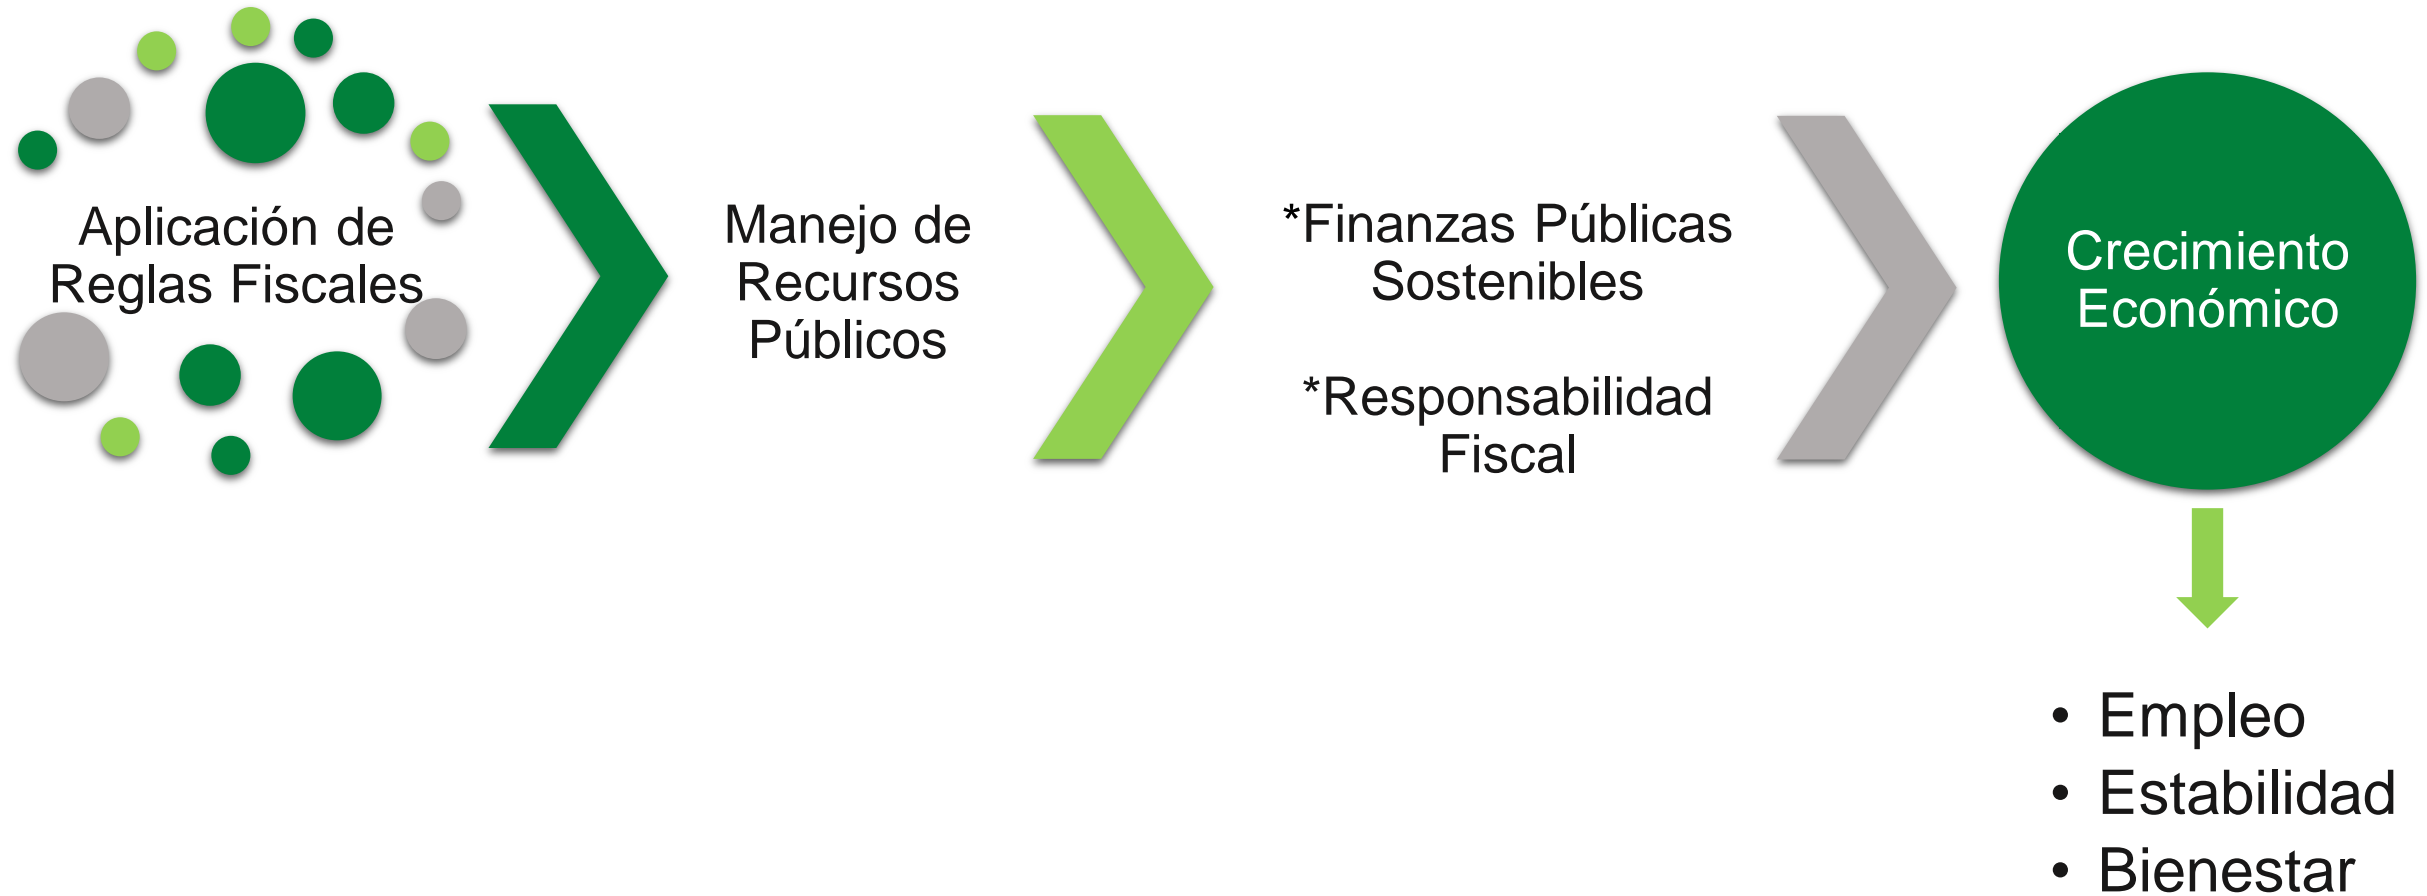 Aplicación de
Reglas Fiscales
Manejo de
Recursos
Públicos
*Finanzas Públicas
Sostenibles
*Responsabilidad
Fiscal
Crecimiento
Económico
• Empleo
• Estabilidad
• Bienestar